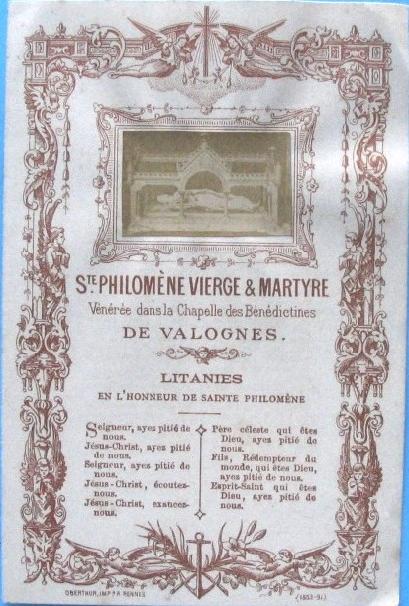 STE PHILOMÈNE VIERGE & MARTYRE
Vénérée dans la Chapelle des Bénédictines
DE VALOGNES.
LITANIES
EN L'HONNEUR DE SAINTE PHILOMÈNE
Seigneur, ayez pitié de
nous.
Jésus-Christ, ayez pitié
de nous.
Seigneur, ayez pitié de
nous.
Jésus-Christ, écoutez-
nous.
Jésus-Christ, exaucez-
nous.
Père céleste qui êtes
Dieu, ayez pitié de
nous.
Fils, Rédempteur du
monde, qui êtes Dieu,
ayez pitié de nous.
Esprit-Saint qui êtes
Dieu, ayez pitié de
nous.
OBERTHUR, IMP.R A RENNES
(1853-91)